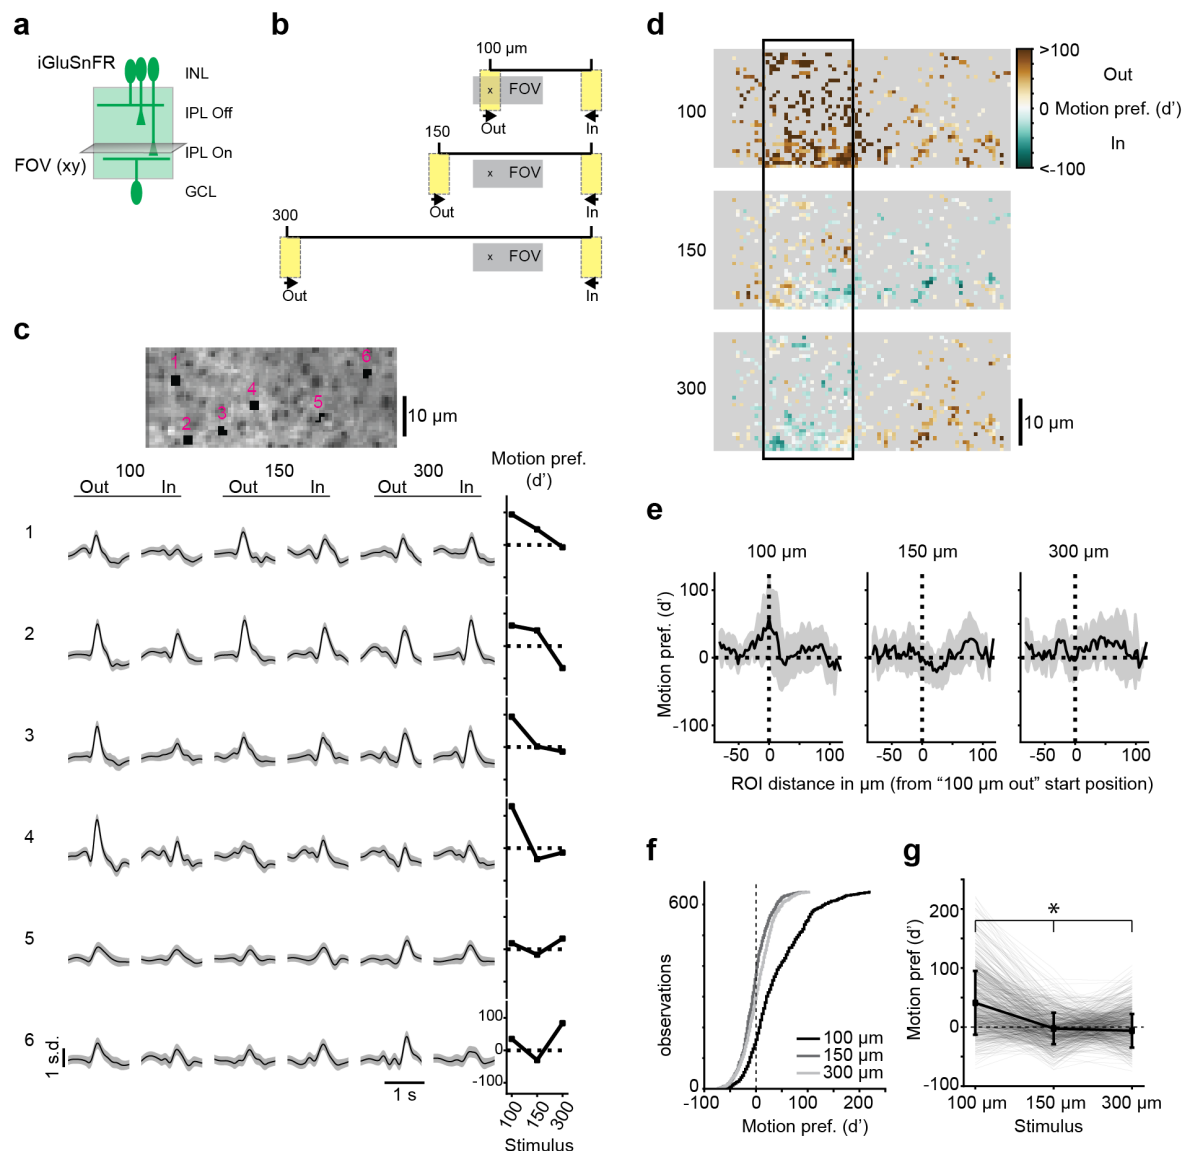 a
iGluSnFR
INL
IPL Off
IPL On
FOV (xy)
GCL
b
100 µm
x FOV
Out In
150
x FOV
Out In
300
x FOV
Out In
c
1 2 3 4 5 6
10 µm
100 150 300
Out In Out In Out In
Motion pref.
(d')
1
2
3
4
5
6
1 s.d.
1 s
100
0
-100
100 150 300
Stimulus
d
100
150
300
>100
0
<-100
Out
Motion pref. (d')
In
10 µm
e
100 µm 150 µm 300 µm
Motion pref. (d')
100
0
-100
-50 0 100 -50 0 100 -50 0 100
ROI distance in µm (from “100 µm out” start position)
f
observations
600
0
100 µm
150 µm
300 µm
-100 0 100 200
Motion pref. (d')
g
Motion pref (d')
200
100
0
-100
*
100 µm 150 µm 300 µm
Stimulus